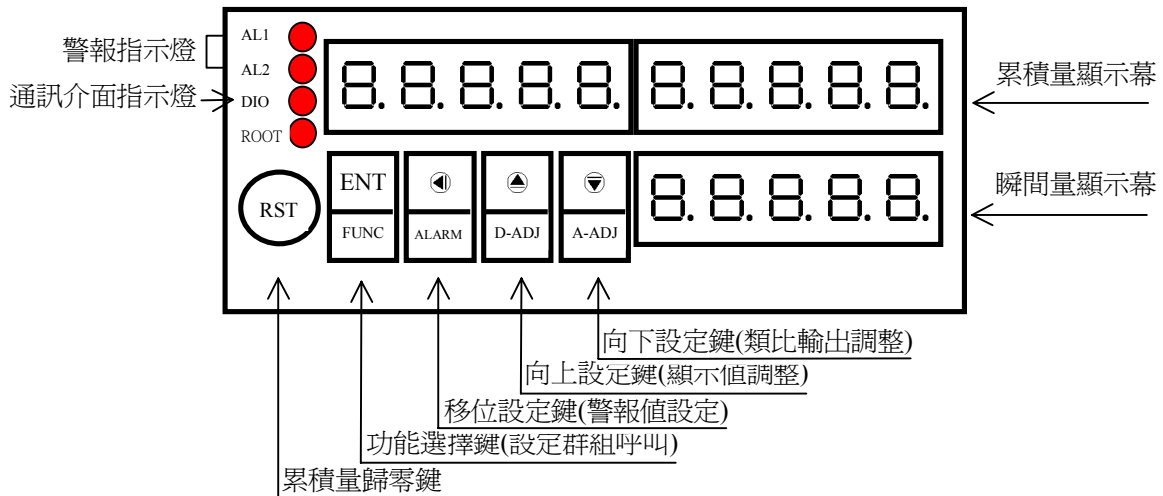 AL1
警報指示燈
AL2
通訊介面指示燈
DIO
ROOT
8.8.8.8.8. 8.8.8.8.8.
累積量顯示幕
RST
ENT
FUNC
ALARM
D-ADJ
A-ADJ
8.8.8.8.8.
瞬間量顯示幕
向下設定鍵(類比輸出調整)
向上設定鍵(顯示值調整)
移位設定鍵(警報值設定)
功能選擇鍵(設定群組呼叫)
累積量歸零鍵